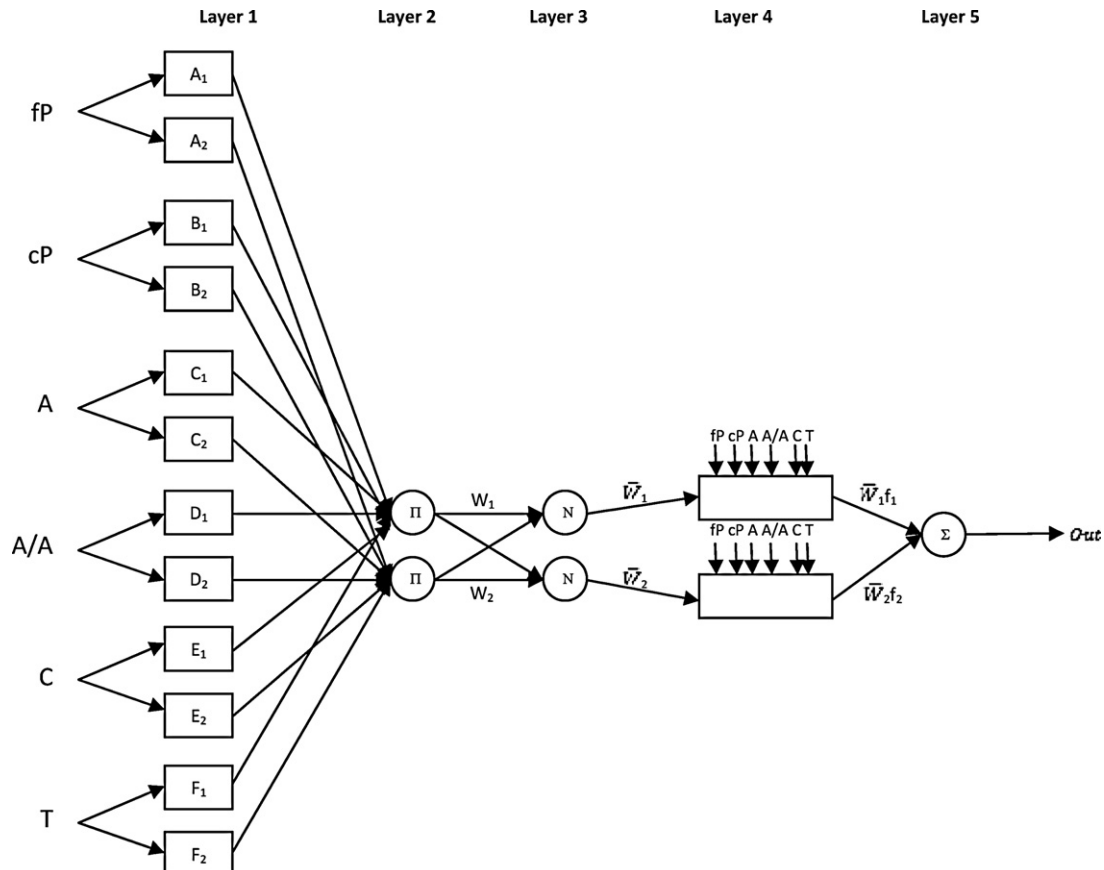 Layer 1 Layer 2 Layer 3 Layer 4 Layer 5
fP
A₁
A₂
cP
B₁
B₂
A
C₁
C₂
A/A
D₁
D₂
C
E₁
E₂
T
F₁
F₂
Π
Π
W₁
W₂
N
N
W̄₁
W̄₂
fP cP A A/A C T
fP cP A A/A C T
W̄₁f₁
W̄₂f₂
Σ
Out